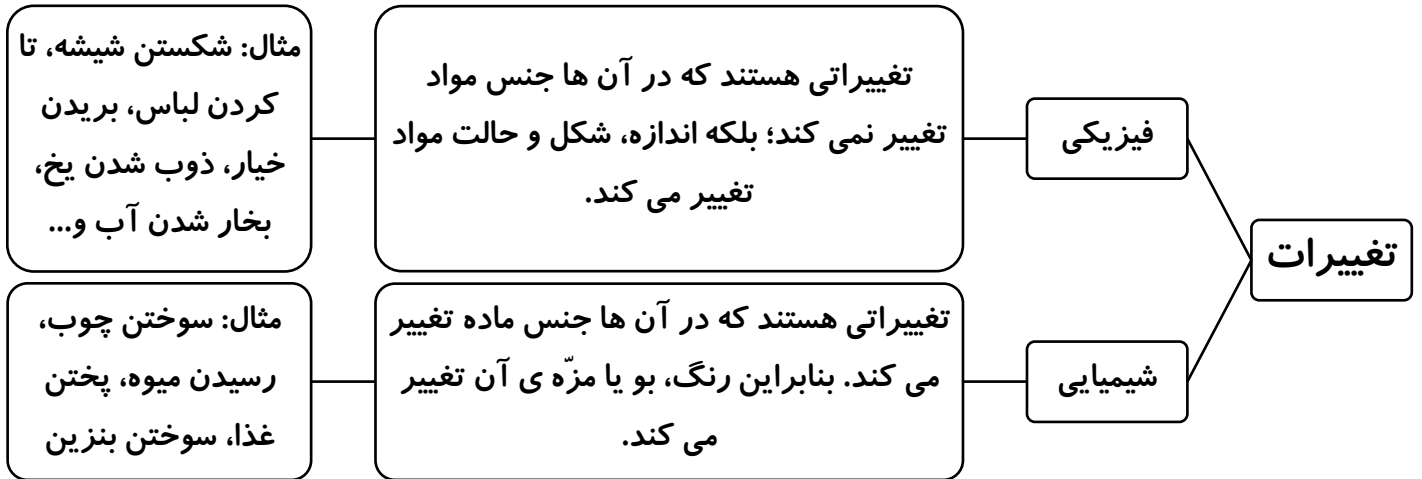 تغییرات
فیزیکی
تغییراتی هستند که در آن ها جنس مواد
تغییر نمی کند؛ بلکه اندازه، شکل و حالت مواد
تغییر می کند.
مثال: شکستن شیشه، تا
کردن لباس، بریدن
خیار، ذوب شدن یخ،
بخار شدن آب و...
شیمیایی
تغییراتی هستند که در آن ها جنس ماده تغییر
می کند. بنابراین رنگ، بو یا مزّه ی آن تغییر
می کند.
مثال: سوختن چوب،
رسیدن میوه، پختن
غذا، سوختن بنزین